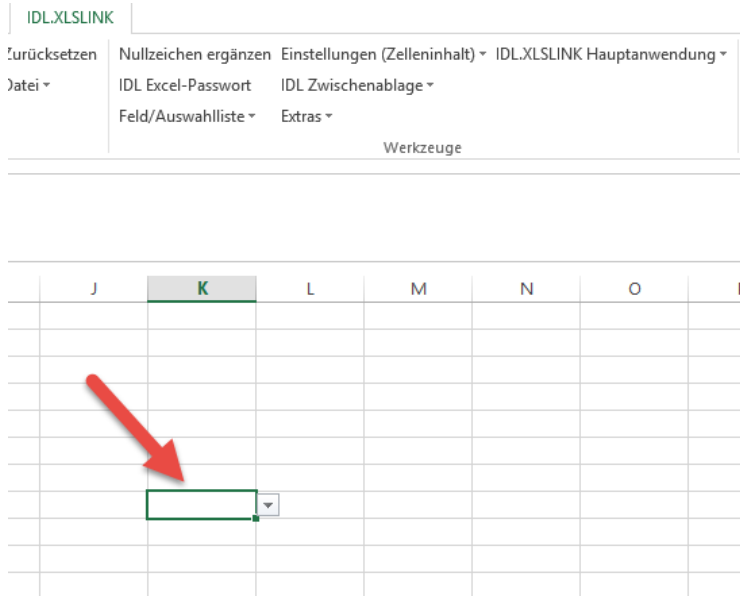 IDL.XLSLINK
Zurücksetzen Nullzeichen ergänzen Einstellungen (Zelleninhalt) IDL.XLSLINK Hauptanwendung
Datei IDL Excel-Passwort IDL Zwischenablage
Feld/Auswahlliste Extras
Werkzeuge
J K L M N O